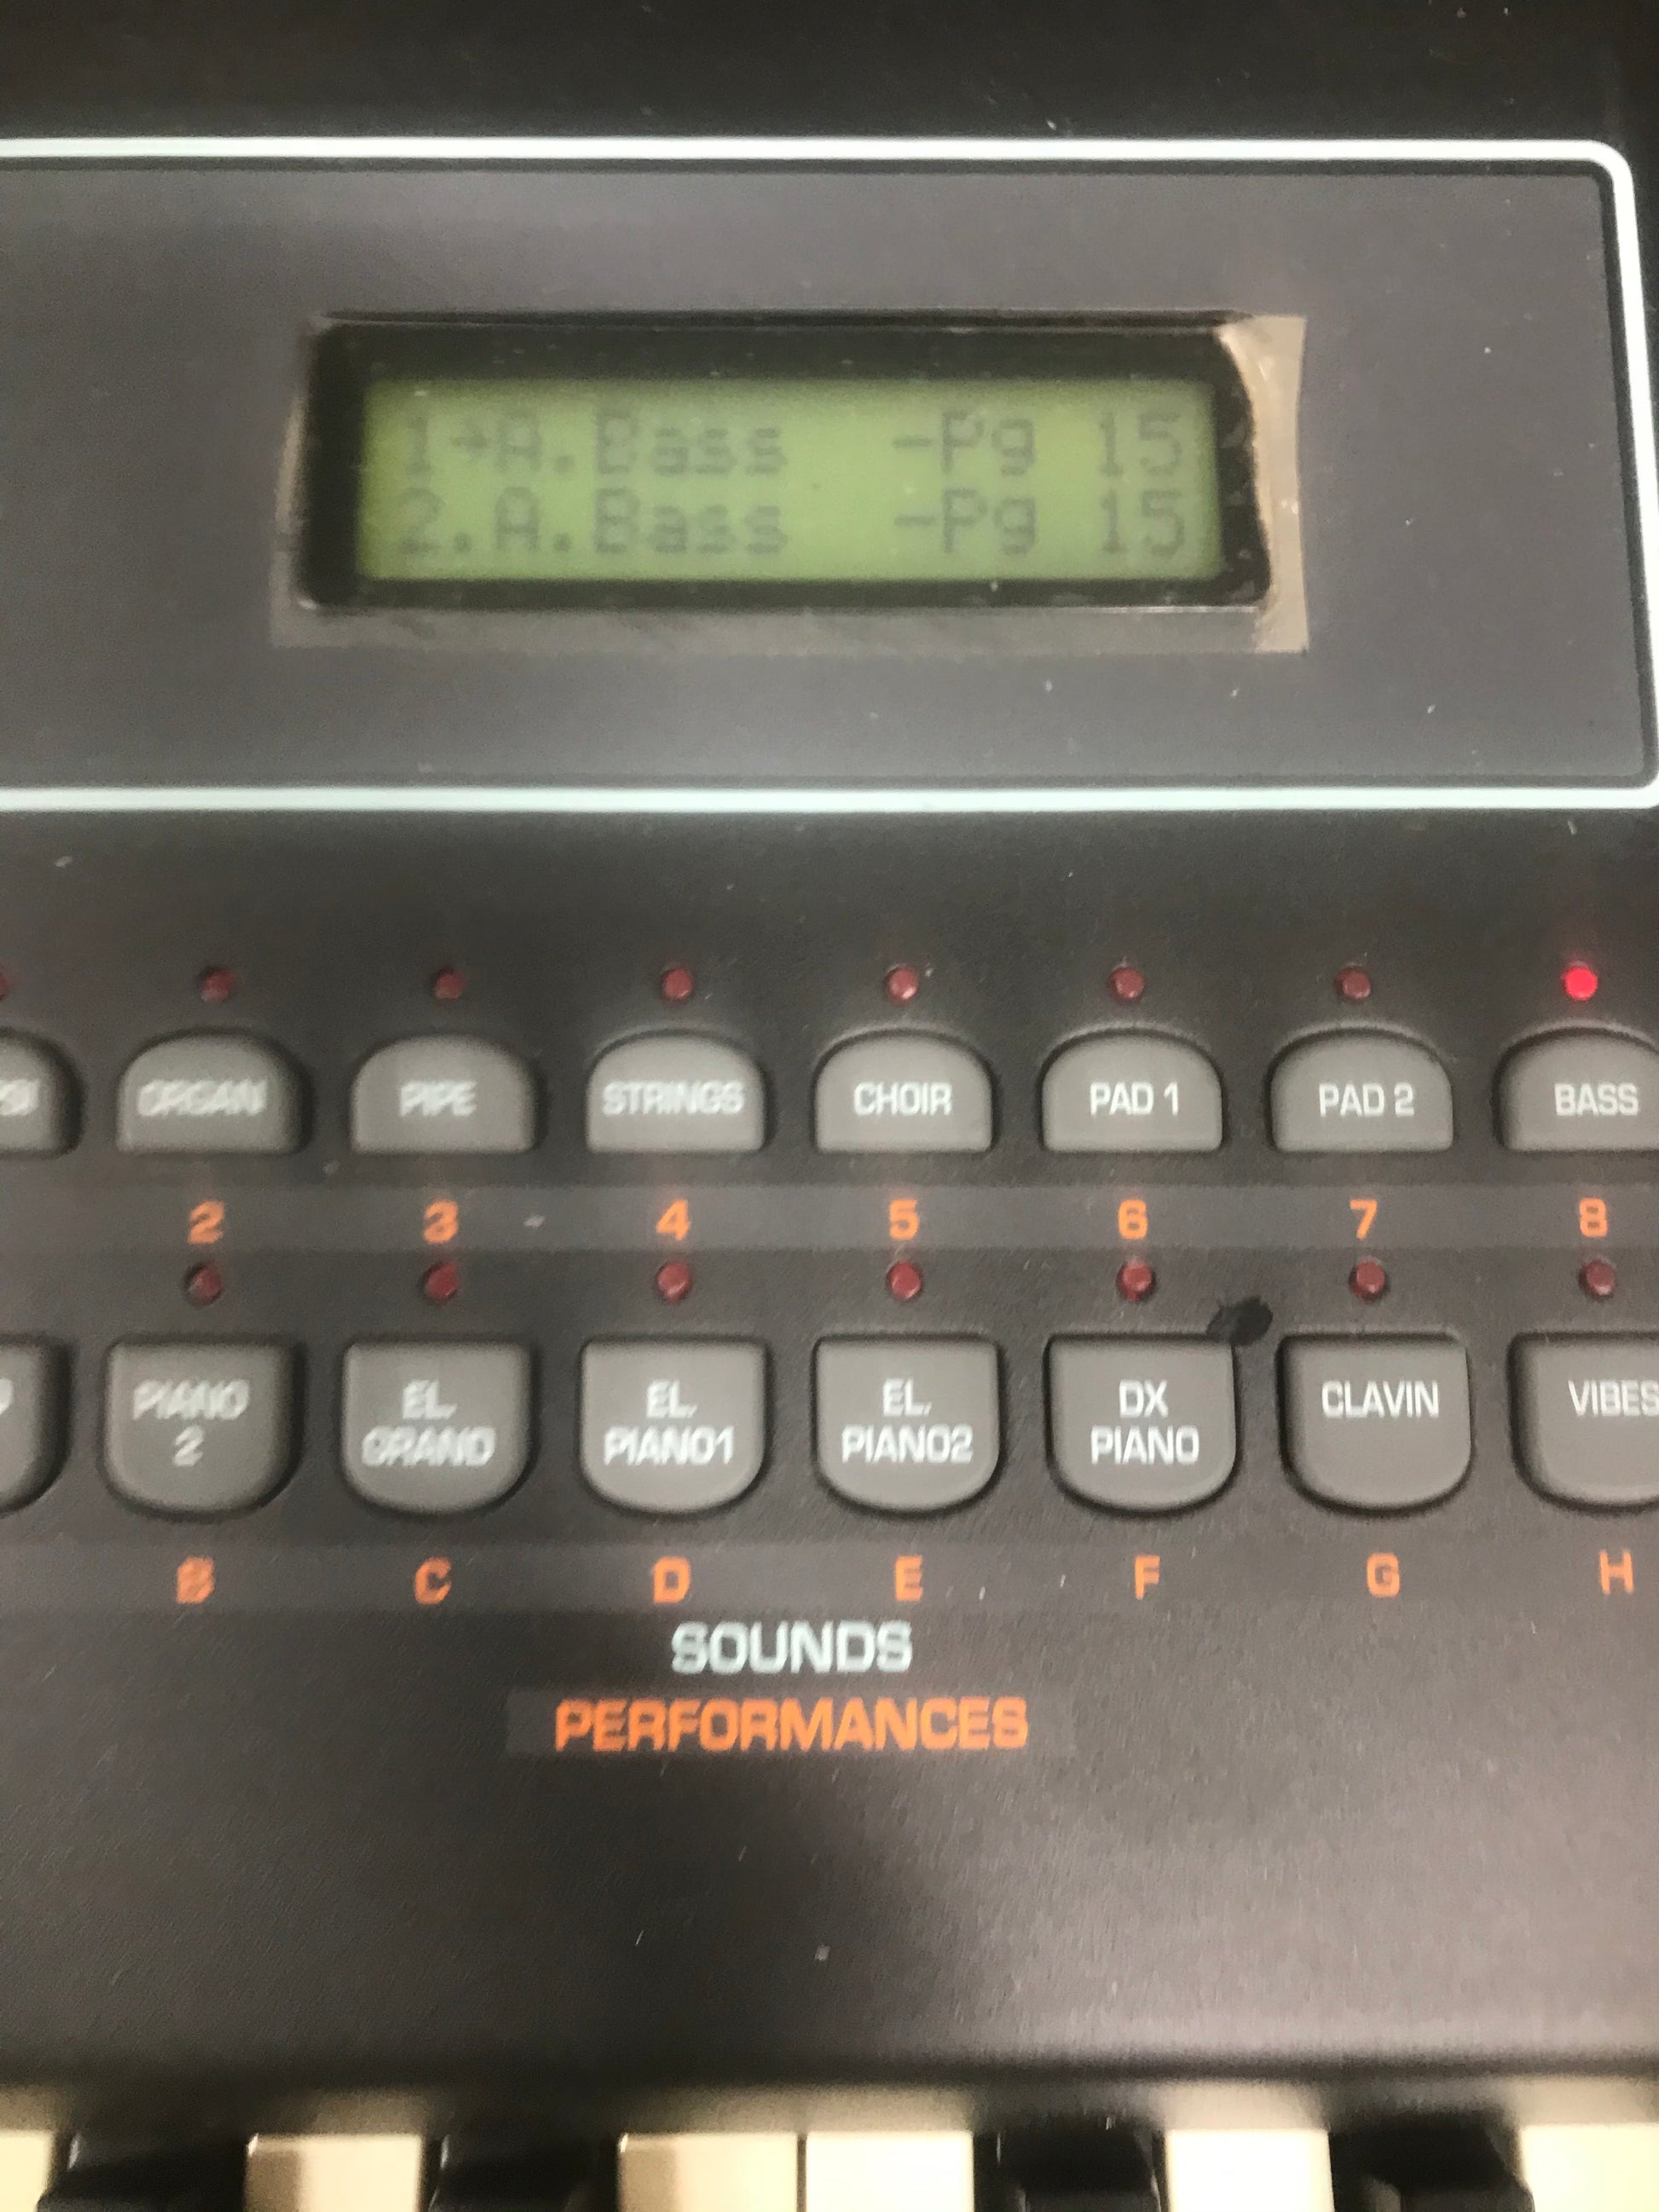 1→A.Bass -Pg 15
2.A.Bass -Pg 15
ORGAN PIPE STRINGS CHOIR PAD 1 PAD 2 BASS
2 3 4 5 6 7 8
PIANO 2 EL. GRAND EL. PIANO1 EL. PIANO2 DX PIANO CLAVIN VIBES
B C D E F G H
SOUNDS
PERFORMANCES